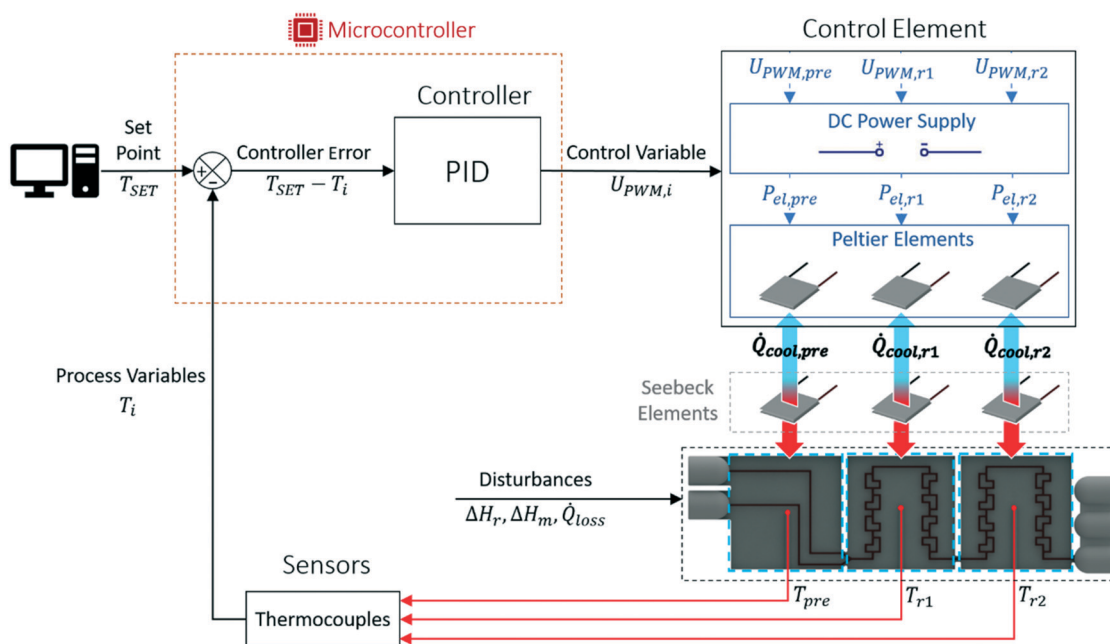 Microcontroller
Control Element
U_PWM,pre U_PWM,r1 U_PWM,r2
Controller
DC Power Supply
+ −
Set
Point
T_SET
+
−
Controller Error
T_SET − T_i
PID
Control Variable
U_PWM,i
P_el,pre P_el,r1 P_el,r2
Peltier Elements
Q̇_cool,pre Q̇_cool,r1 Q̇_cool,r2
Process Variables
T_i
Seebeck
Elements
Disturbances
ΔH_r, ΔH_m, Q̇_loss
Sensors
Thermocouples
T_pre T_r1 T_r2